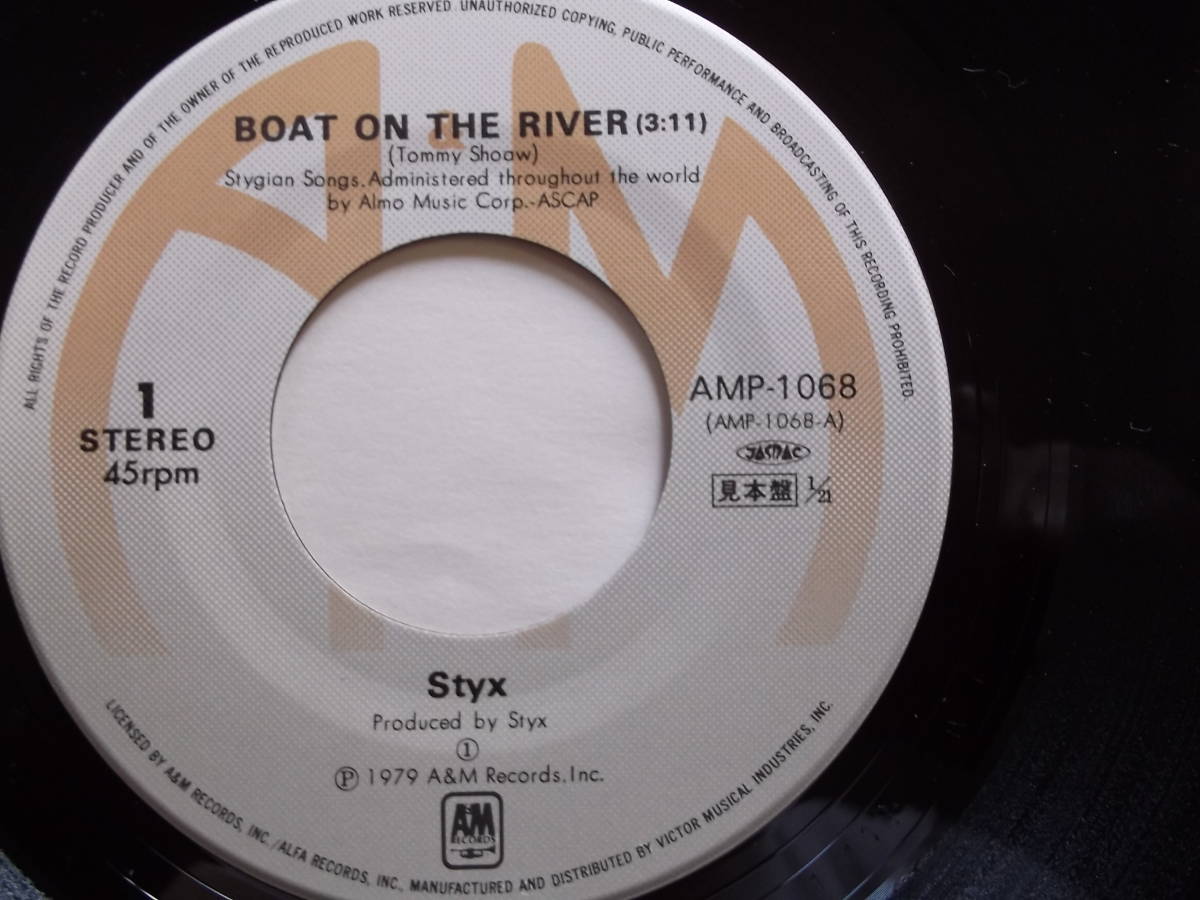 ALL RIGHTS OF THE RECORD PRODUCER AND OF THE OWNER OF THE REPRODUCED WORK RESERVED. UNAUTHORIZED COPYING, PUBLIC PERFORMANCE AND BROADCASTING OF THIS RECORDING PROHIBITED.
BOAT ON THE RIVER (3:11)
(Tommy Shoaw)
Stygian Songs.Administered throughout the world
by Almo Music Corp.-ASCAP
1
STEREO
45rpm
AMP-1068
(AMP-1068-A)
JASRAC
見本盤 1/21
Styx
Produced by Styx
①
Ⓟ 1979 A&M Records.Inc.
A&M
RECORDS
LICENSED BY A&M RECORDS, INC./ALFA RECORDS, INC., MANUFACTURED AND DISTRIBUTED BY VICTOR MUSICAL INDUSTRIES, INC.